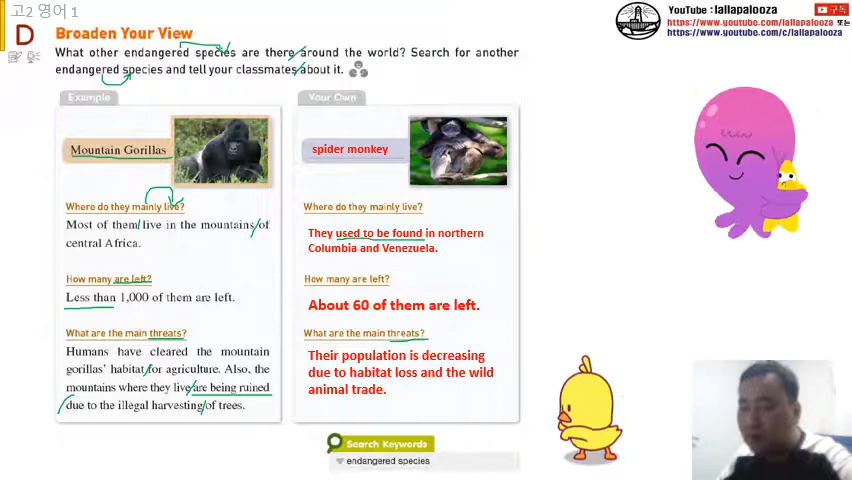 고2 영어 1
YouTube : lallapalooza
구독
https://www.youtube.com/lallapalooza 또는
https://www.youtube.com/c/lallapalooza
D
Broaden Your View
What other endangered species are there around the world? Search for another
endangered species and tell your classmates about it.
Example
Mountain Gorillas
Where do they mainly live?
Most of them live in the mountains of
central Africa.
How many are left?
Less than 1,000 of them are left.
What are the main threats?
Humans have cleared the mountain
gorillas' habitat for agriculture. Also, the
mountains where they live are being ruined
due to the illegal harvesting of trees.
Your Own
spider monkey
Where do they mainly live?
They used to be found in northern
Columbia and Venezuela.
How many are left?
About 60 of them are left.
What are the main threats?
Their population is decreasing
due to habitat loss and the wild
animal trade.
Search Keywords
endangered species